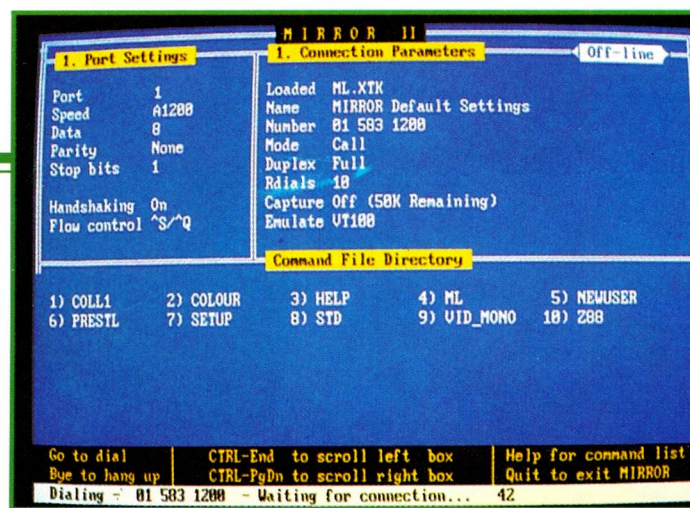 MIRROR II
1. Port Settings
Port 1
Speed A1200
Data 8
Parity None
Stop bits 1
Handshaking On
Flow control ^S/^Q
1. Connection Parameters
Off-line
Loaded ML.XTK
Name MIRROR Default Settings
Number 01 583 1200
Mode Call
Duplex Full
Rdials 10
Capture Off (50K Remaining)
Emulate VT100
Command File Directory
1) COLL1 2) COLOUR 3) HELP 4) ML 5) NEWUSER
6) PRESTL 7) SETUP 8) STD 9) VID_MONO 10) Z88
Go to dial CTRL-End to scroll left box Help for command list
Bye to hang up CTRL-PgDn to scroll right box Quit to exit MIRROR
Dialing - 01 583 1200 - Waiting for connection... 42